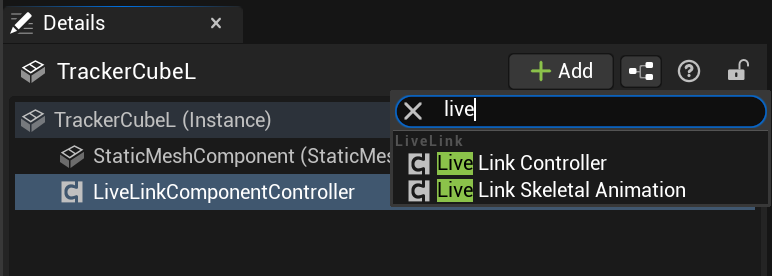 Details
TrackerCubeL
Add
live
TrackerCubeL (Instance)
LiveLink
StaticMeshComponent (StaticMes
Live Link Controller
LiveLinkComponentController
Live Link Skeletal Animation